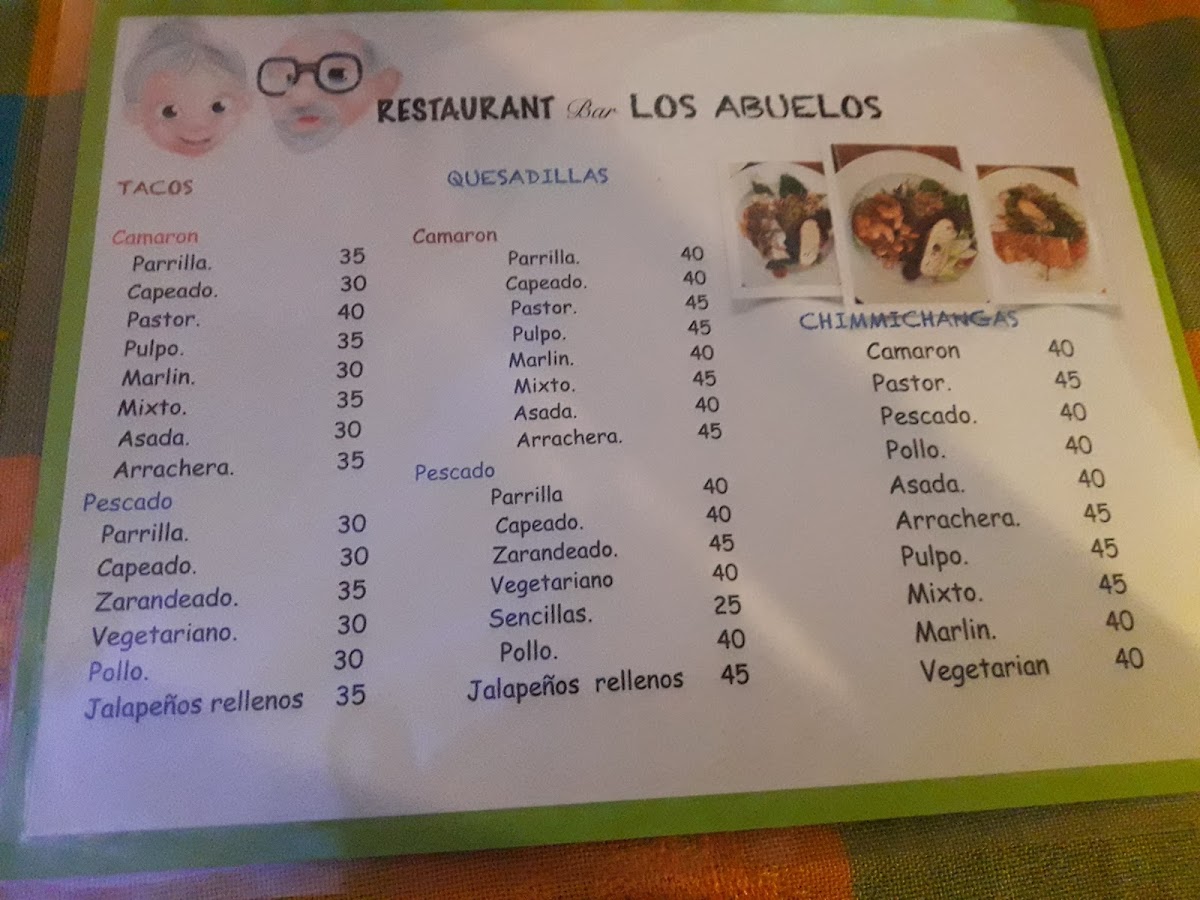 RESTAURANT Bar LOS ABUELOS
TACOS
Camaron
Parrilla. 35
Capeado. 30
Pastor. 40
Pulpo. 35
Marlin. 30
Mixto. 35
Asada. 30
Arrachera. 35
Pescado
Parrilla. 30
Capeado. 30
Zarandeado. 35
Vegetariano. 30
Pollo. 30
Jalapeños rellenos 35
QUESADILLAS
Camaron
Parrilla. 40
Capeado. 40
Pastor. 45
Pulpo. 45
Marlin. 40
Mixto. 45
Asada. 40
Arrachera. 45
Pescado
Parrilla 40
Capeado. 40
Zarandeado. 45
Vegetariano 40
Sencillas. 25
Pollo. 40
Jalapeños rellenos 45
CHIMMICHANGAS
Camaron 40
Pastor. 45
Pescado. 40
Pollo. 40
Asada. 40
Arrachera. 45
Pulpo. 45
Mixto. 45
Marlin. 40
Vegetarian 40